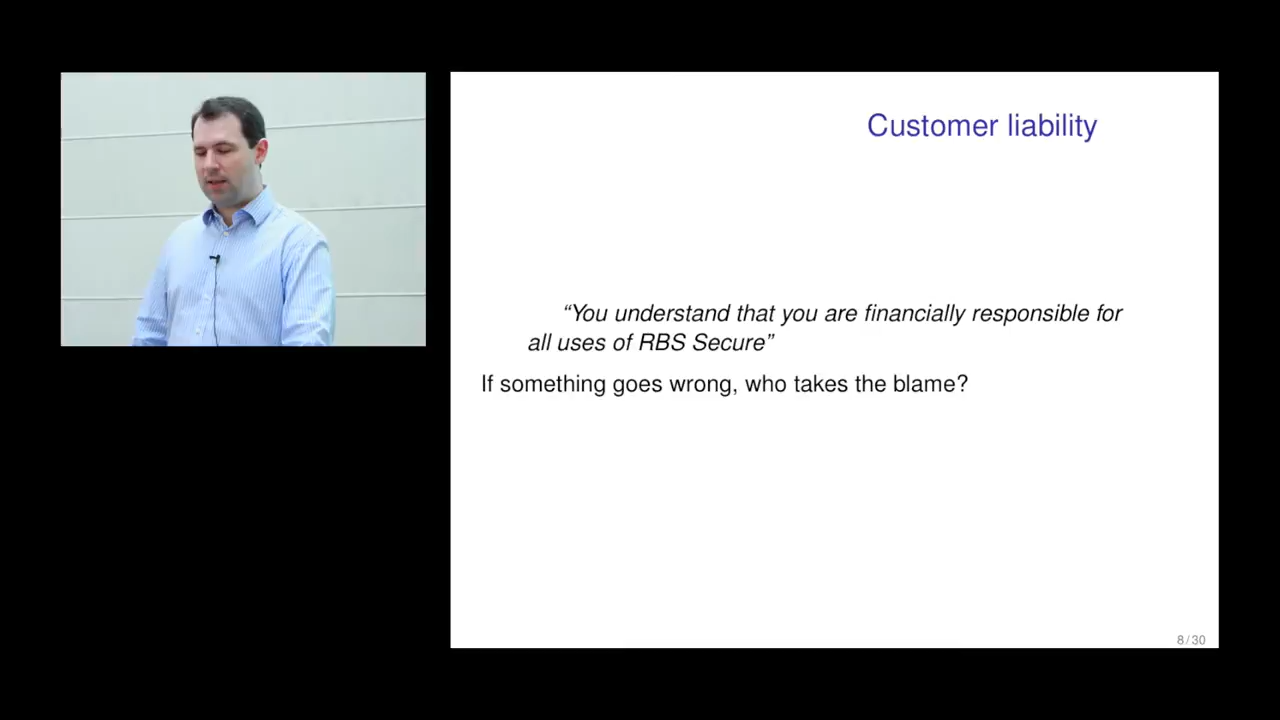 Customer liability
“You understand that you are financially responsible for
all uses of RBS Secure”
If something goes wrong, who takes the blame?
8 / 30